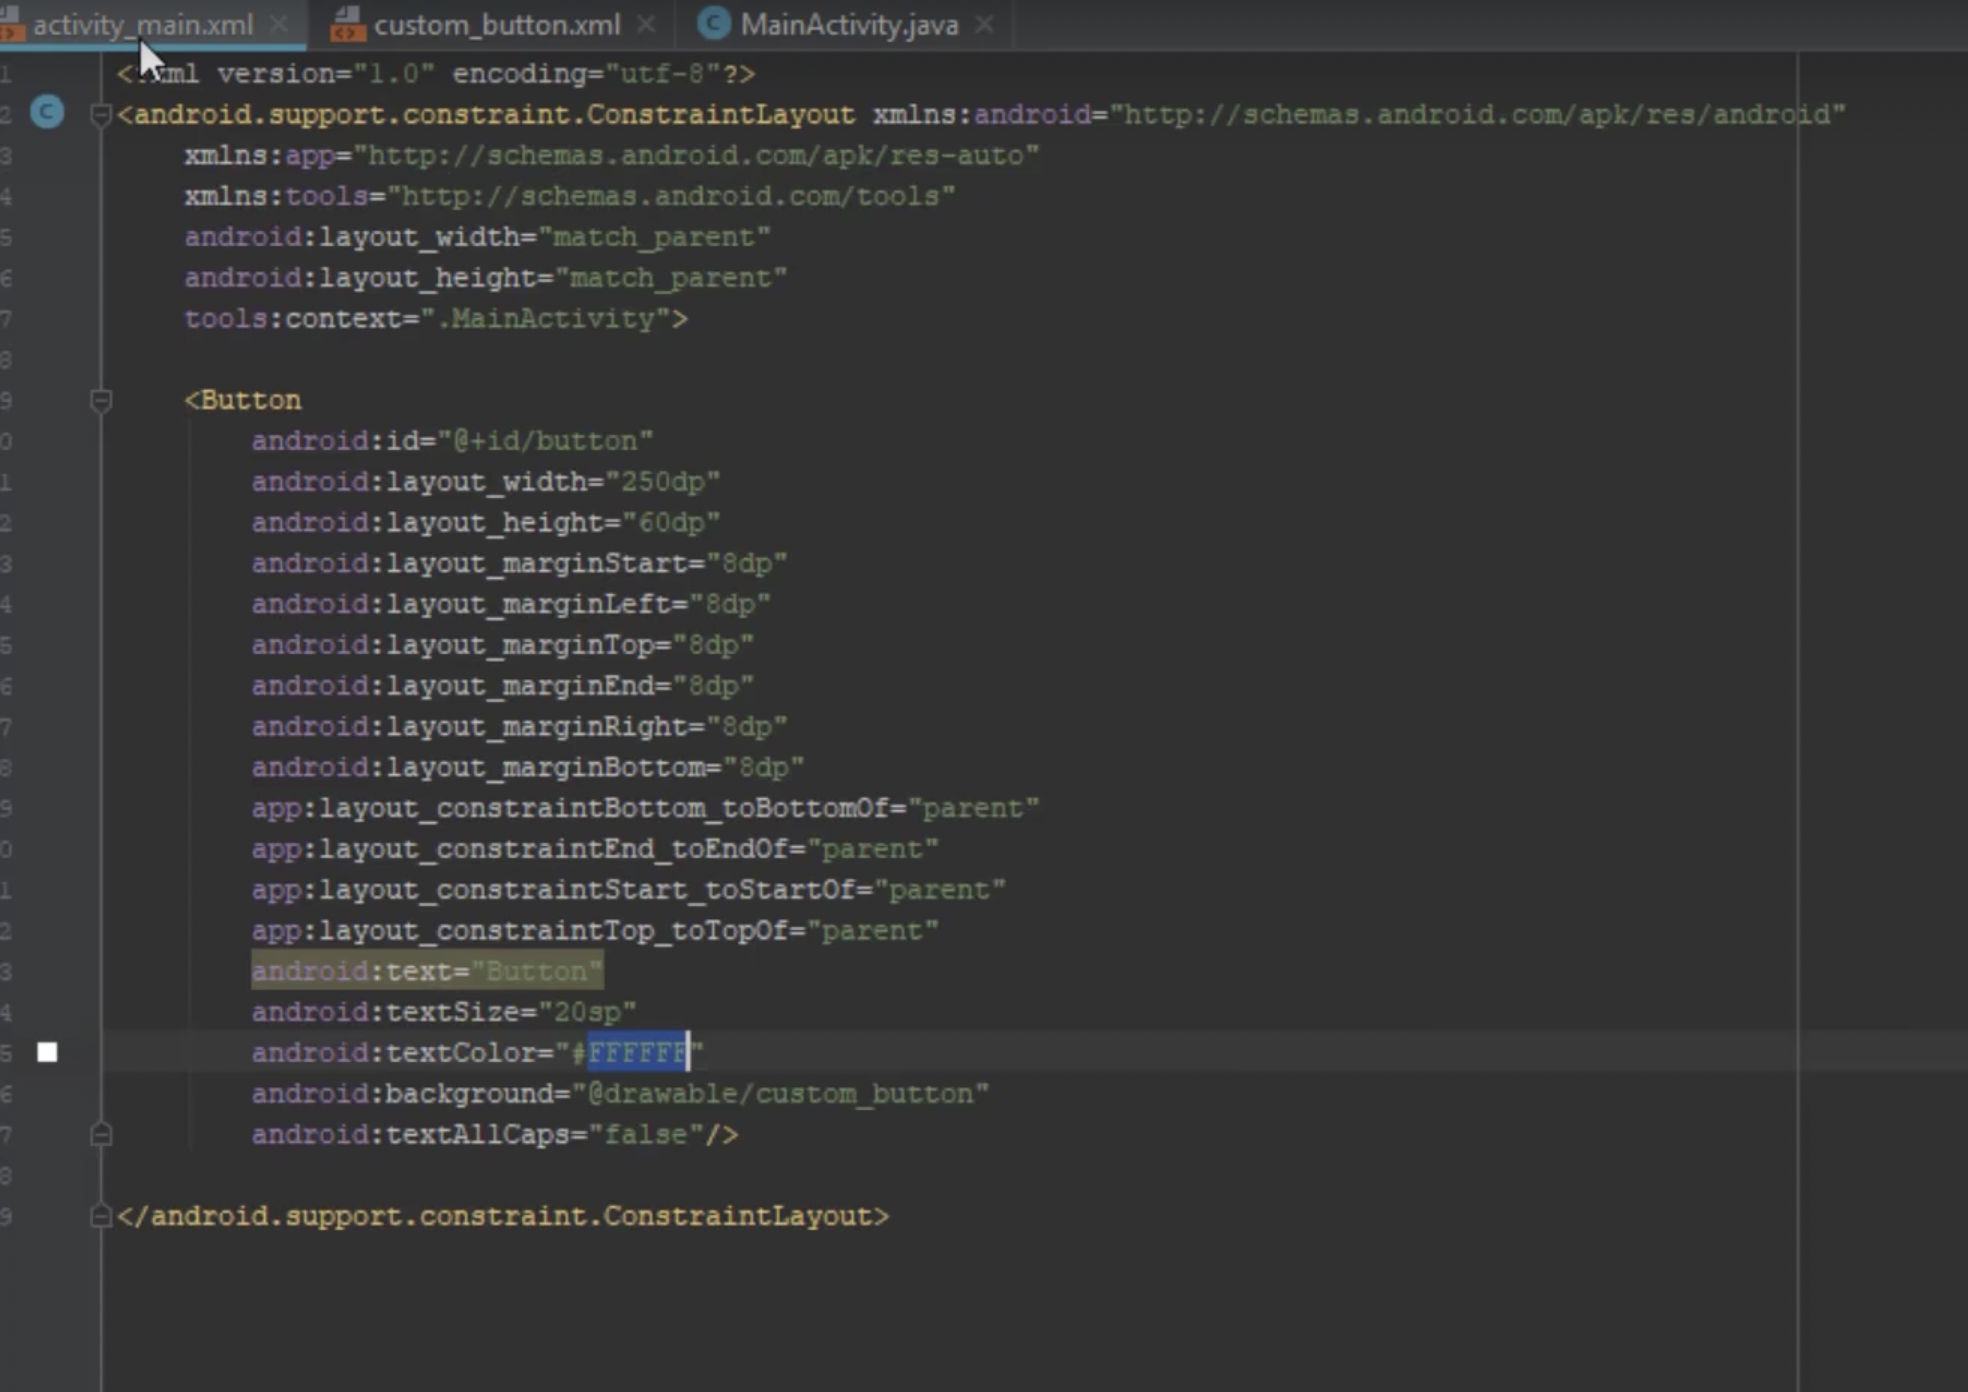 activity_main.xml custom_button.xml MainActivity.java
<?xml version="1.0" encoding="utf-8"?>
<android.support.constraint.ConstraintLayout xmlns:android="http://schemas.android.com/apk/res/android"
xmlns:app="http://schemas.android.com/apk/res-auto"
xmlns:tools="http://schemas.android.com/tools"
android:layout_width="match_parent"
android:layout_height="match_parent"
tools:context=".MainActivity">
<Button
android:id="@+id/button"
android:layout_width="250dp"
android:layout_height="60dp"
android:layout_marginStart="8dp"
android:layout_marginLeft="8dp"
android:layout_marginTop="8dp"
android:layout_marginEnd="8dp"
android:layout_marginRight="8dp"
android:layout_marginBottom="8dp"
app:layout_constraintBottom_toBottomOf="parent"
app:layout_constraintEnd_toEndOf="parent"
app:layout_constraintStart_toStartOf="parent"
app:layout_constraintTop_toTopOf="parent"
android:text="Button"
android:textSize="20sp"
android:textColor="#FFFFFF"
android:background="@drawable/custom_button"
android:textAllCaps="false"/>
</android.support.constraint.ConstraintLayout>